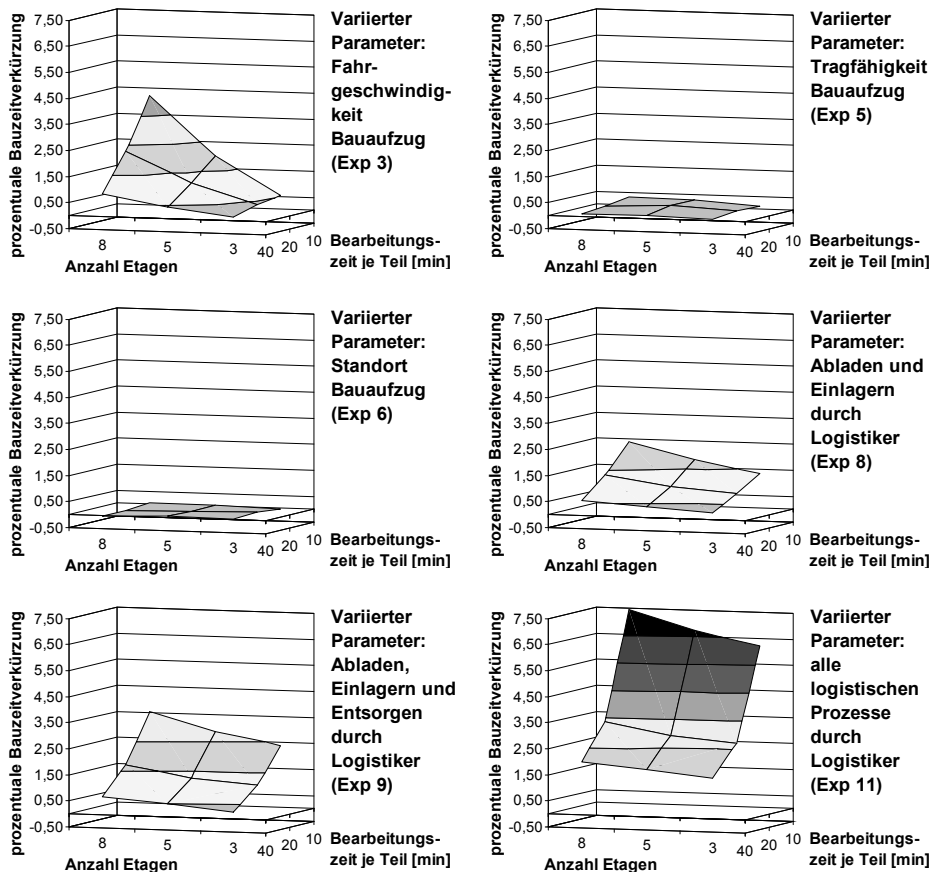 prozentuale Bauzeitverkürzung
7,50
6,50
5,50
4,50
3,50
2,50
1,50
0,50
-0,50
8
5
3
40
20
10
Anzahl Etagen
Bearbeitungs-
zeit je Teil [min]
Variierter
Parameter:
Fahr-
geschwindig-
keit
Bauaufzug
(Exp 3)
prozentuale Bauzeitverkürzung
7,50
6,50
5,50
4,50
3,50
2,50
1,50
0,50
-0,50
8
5
3
40
20
10
Anzahl Etagen
Bearbeitungs-
zeit je Teil [min]
Variierter
Parameter:
Tragfähigkeit
Bauaufzug
(Exp 5)
prozentuale Bauzeitverkürzung
7,50
6,50
5,50
4,50
3,50
2,50
1,50
0,50
-0,50
8
5
3
40
20
10
Anzahl Etagen
Bearbeitungs-
zeit je Teil [min]
Variierter
Parameter:
Standort
Bauaufzug
(Exp 6)
prozentuale Bauzeitverkürzung
7,50
6,50
5,50
4,50
3,50
2,50
1,50
0,50
-0,50
8
5
3
40
20
10
Anzahl Etagen
Bearbeitungs-
zeit je Teil [min]
Variierter
Parameter:
Abladen und
Einlagern
durch
Logistiker
(Exp 8)
prozentuale Bauzeitverkürzung
7,50
6,50
5,50
4,50
3,50
2,50
1,50
0,50
-0,50
8
5
3
40
20
10
Anzahl Etagen
Bearbeitungs-
zeit je Teil [min]
Variierter
Parameter:
Abladen,
Einlagern und
Entsorgen
durch
Logistiker
(Exp 9)
prozentuale Bauzeitverkürzung
7,50
6,50
5,50
4,50
3,50
2,50
1,50
0,50
-0,50
8
5
3
40
20
10
Anzahl Etagen
Bearbeitungs-
zeit je Teil [min]
Variierter
Parameter:
alle
logistischen
Prozesse
durch
Logistiker
(Exp 11)